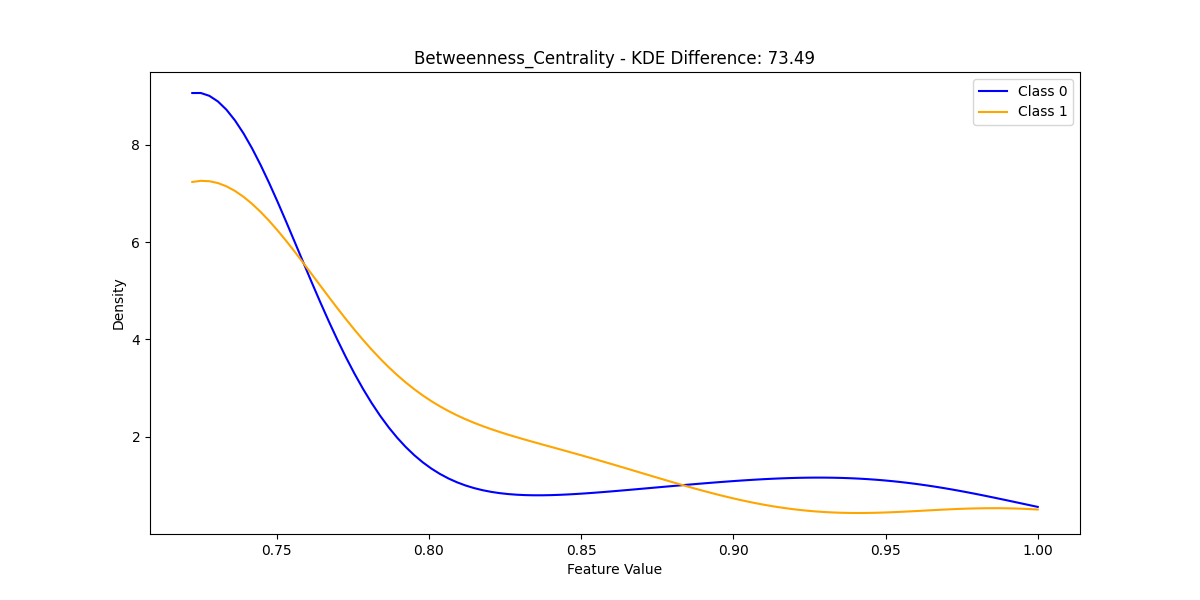 Betweenness_Centrality - KDE Difference: 73.49
Class 0
Class 1
8
6
4
2
Density
0.75 0.80 0.85 0.90 0.95 1.00
Feature Value